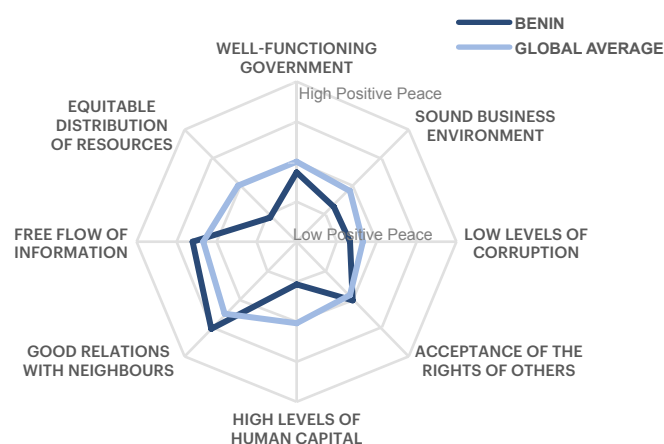 BENIN
GLOBAL AVERAGE
WELL-FUNCTIONING
GOVERNMENT
High Positive Peace
EQUITABLE
DISTRIBUTION
OF RESOURCES
SOUND BUSINESS
ENVIRONMENT
FREE FLOW OF
INFORMATION
Low Positive Peace
LOW LEVELS OF
CORRUPTION
GOOD RELATIONS
WITH NEIGHBOURS
ACCEPTANCE OF THE
RIGHTS OF OTHERS
HIGH LEVELS OF
HUMAN CAPITAL